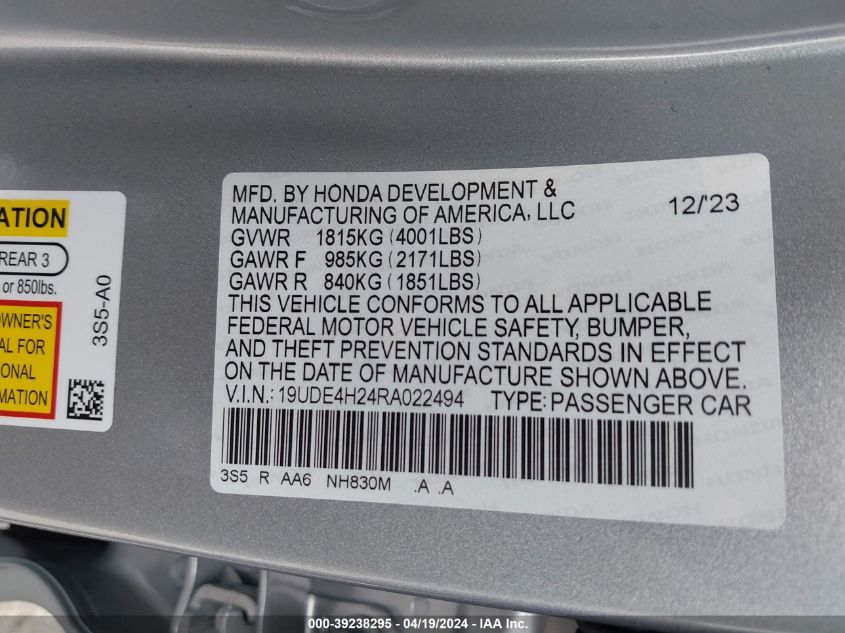 ATION
REAR 3
or 850lbs.
OWNER'S
AL FOR
IONAL
MATION
3S5-A0
MFD. BY HONDA DEVELOPMENT &
MANUFACTURING OF AMERICA, LLC 12/'23
GVWR 1815KG (4001LBS)
GAWR F 985KG (2171LBS)
GAWR R 840KG (1851LBS)
THIS VEHICLE CONFORMS TO ALL APPLICABLE
FEDERAL MOTOR VEHICLE SAFETY, BUMPER,
AND THEFT PREVENTION STANDARDS IN EFFECT
ON THE DATE OF MANUFACTURE SHOWN ABOVE.
V.I.N.: 19UDE4H24RA022494 TYPE: PASSENGER CAR
3S5 R AA6 NH830M .A .A
000-39238295 - 04/19/2024 - IAA Inc.